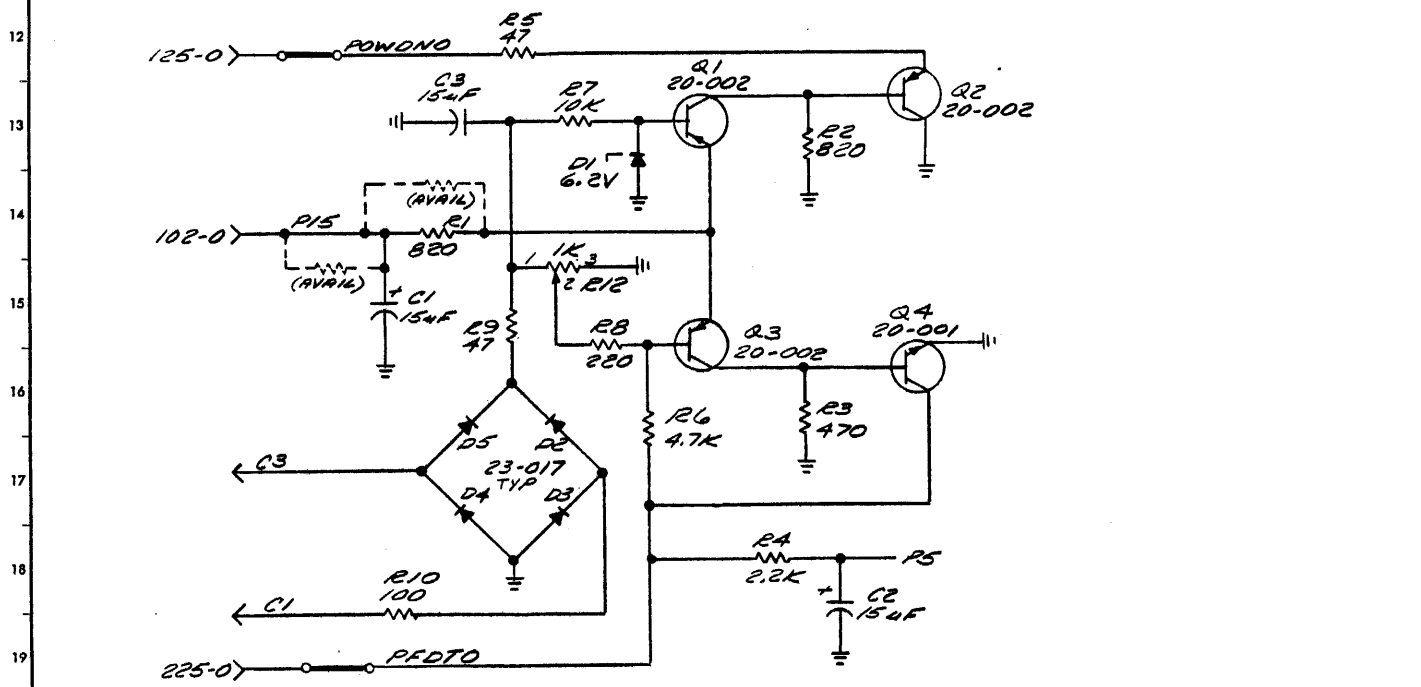 12
13
14
15
16
17
18
19
125-0
POWDNO
R5
47
C3
15uF
R7
10K
Q1
20-002
Q2
20-002
R2
820
D1
6.2V
(AVAIL)
102-0
P15
R1
820
(AVAIL)
1K
1 3
2 R12
C1
15uF
R9
47
R8
220
Q3
20-002
Q4
20-001
R6
4.7K
R3
470
D5 D2
23-017
TYP
D4 D3
C3
R4
2.2K
P5
C2
15uF
R10
100
C1
225-0
PFDTO
+
+